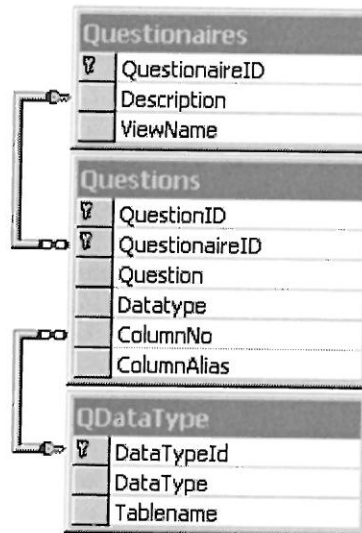 Questionaires
QuestionaireID
Description
ViewName
Questions
QuestionID
QuestionaireID
Question
Datatype
ColumnNo
ColumnAlias
QDataType
DataTypeId
DataType
Tablename